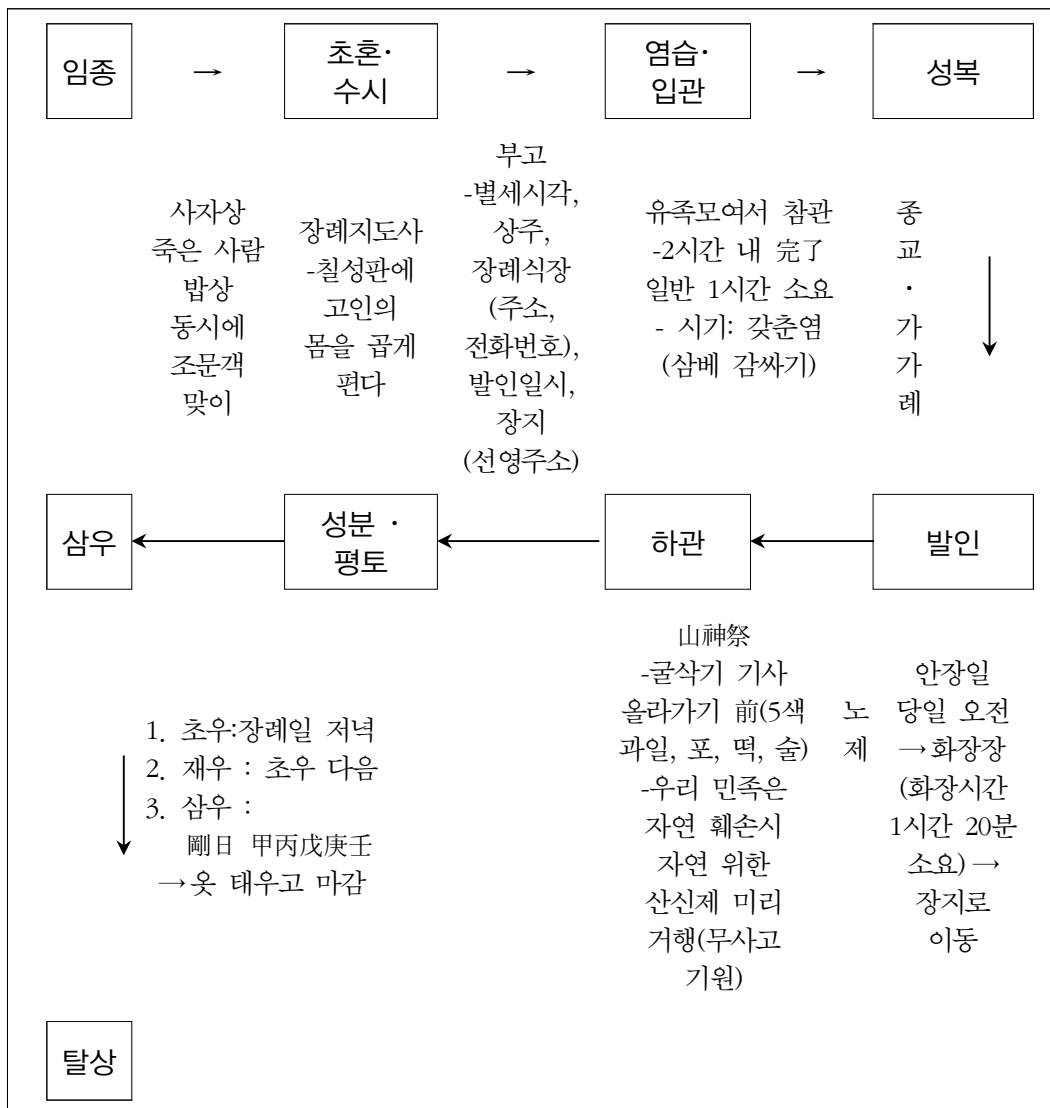 임종 → 초혼· → 염습· → 성복
수시
입관
사자상
죽은 사람
밥상
동시에
조문객
맞이
장례지도사
-칠성판에
고인의
몸을 곱게
편다
부고
-별세시각,
상주,
장례식장
(주소,
전화번호),
발인일시,
장지
(선영주소)
유족모여서 참관
-2시간 내 完了
일반 1시간 소요
- 시기: 갖춘염
(삼베 감싸기)
종
교
·
가
가
례
삼우
성분 ·
평토
하관
발인
1. 초우:장례일 저녁
2. 재우 : 초우 다음
3. 삼우 :
剛日 甲丙戊庚壬
→옷 태우고 마감
山神祭
-굴삭기 기사
올라가기 前(5색
과일, 포, 떡, 술)
-우리 민족은
자연 훼손시
자연 위한
산신제 미리
거행(무사고
기원)
노
제
안장일
당일 오전
→화장장
(화장시간
1시간 20분
소요)→
장지로
이동
탈상